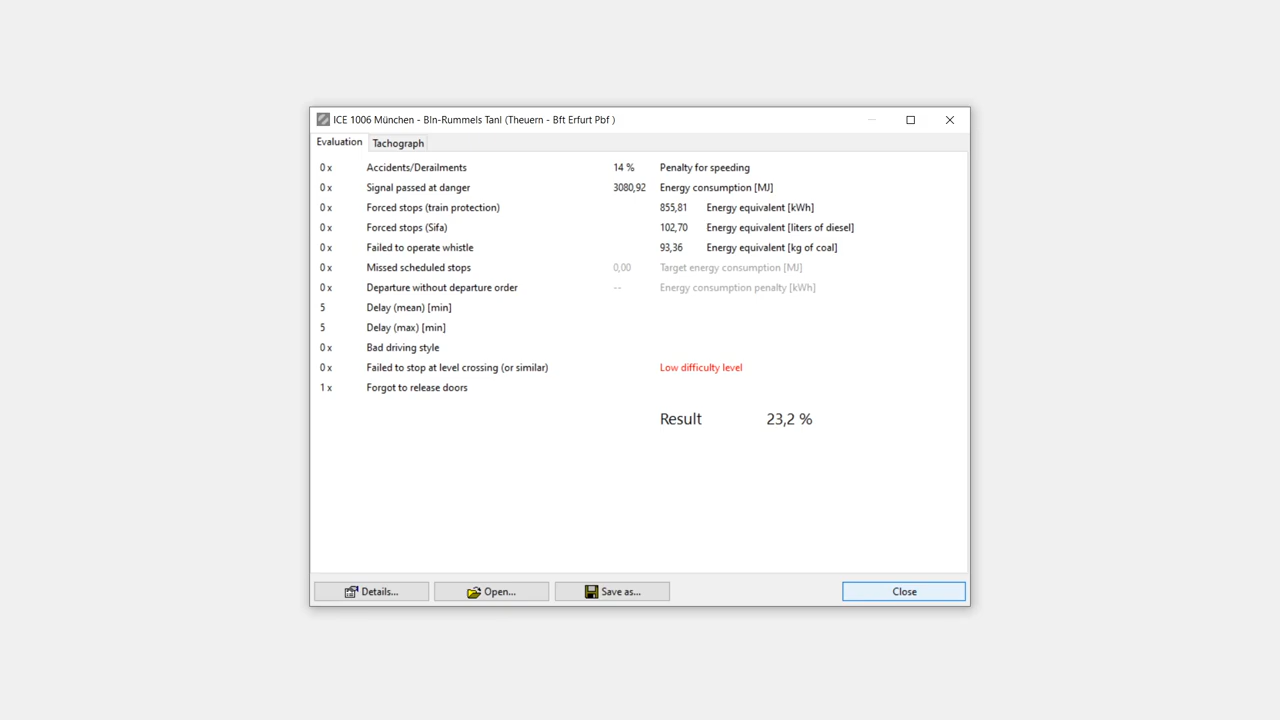 ICE 1006 München - Bln-Rummels Tanl (Theuern - Bft Erfurt Pbf )
Evaluation Tachograph
0 x Accidents/Derailments 14 % Penalty for speeding
0 x Signal passed at danger 3080,92 Energy consumption [MJ]
0 x Forced stops (train protection) 855,81 Energy equivalent [kWh]
0 x Forced stops (Sifa) 102,70 Energy equivalent [liters of diesel]
0 x Failed to operate whistle 93,36 Energy equivalent [kg of coal]
0 x Missed scheduled stops 0,00 Target energy consumption [MJ]
0 x Departure without departure order -- Energy consumption penalty [kWh]
5 Delay (mean) [min]
5 Delay (max) [min]
0 x Bad driving style
0 x Failed to stop at level crossing (or similar) Low difficulty level
1 x Forgot to release doors
Result 23,2 %
Details... Open... Save as... Close